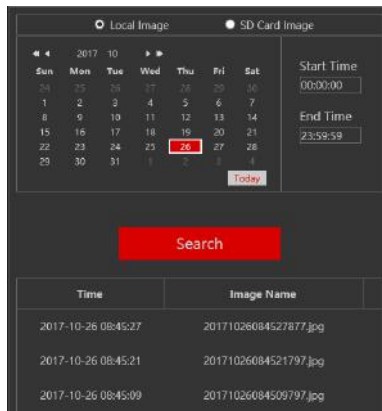 Local Image SD Card Image
2017 10
Sun Mon Tue Wed Thu Fri Sat
24 25 26 27 28 29 30
1 2 3 4 5 6 7
8 9 10 11 12 13 14
15 16 17 18 19 20 21
22 23 24 25 26 27 28
29 30 31 1 2 3 4
Today
Start Time
00:00:00
End Time
23:59:59
Search
Time Image Name
2017-10-26 08:45:27 20171026084527877.jpg
2017-10-26 08:45:21 20171026084521797.jpg
2017-10-26 08:45:09 20171026084509797.jpg